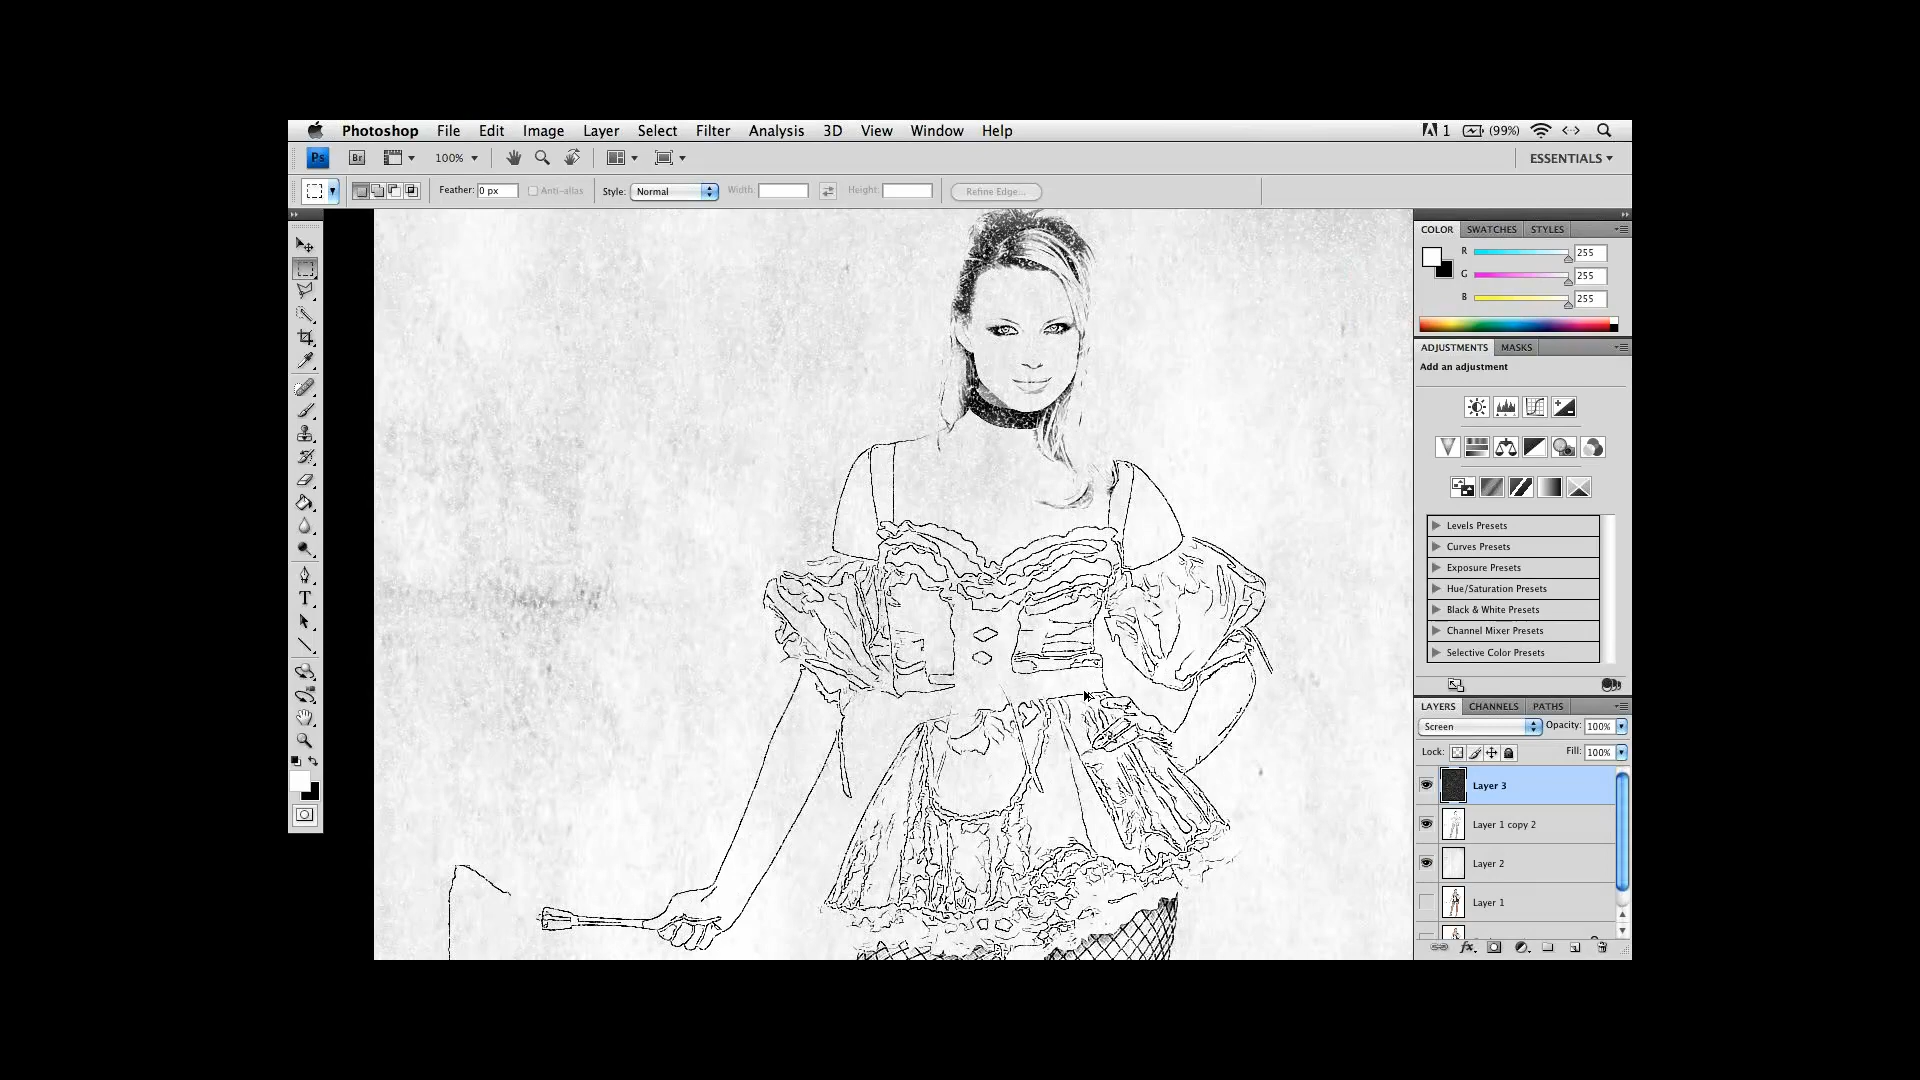 Photoshop File Edit Image Layer Select Filter Analysis 3D View Window Help 1 (99%)
Ps Br 100% ESSENTIALS
Feather: 0 px Anti-alias Style: Normal Width: Height: Refine Edge...
COLOR SWATCHES STYLES
R 255
G 255
B 255
ADJUSTMENTS MASKS
Add an adjustment
Levels Presets
Curves Presets
Exposure Presets
Hue/Saturation Presets
Black & White Presets
Channel Mixer Presets
Selective Color Presets
LAYERS CHANNELS PATHS
Screen Opacity: 100%
Lock: Fill: 100%
Layer 3
Layer 1 copy 2
Layer 2
Layer 1
fx
T